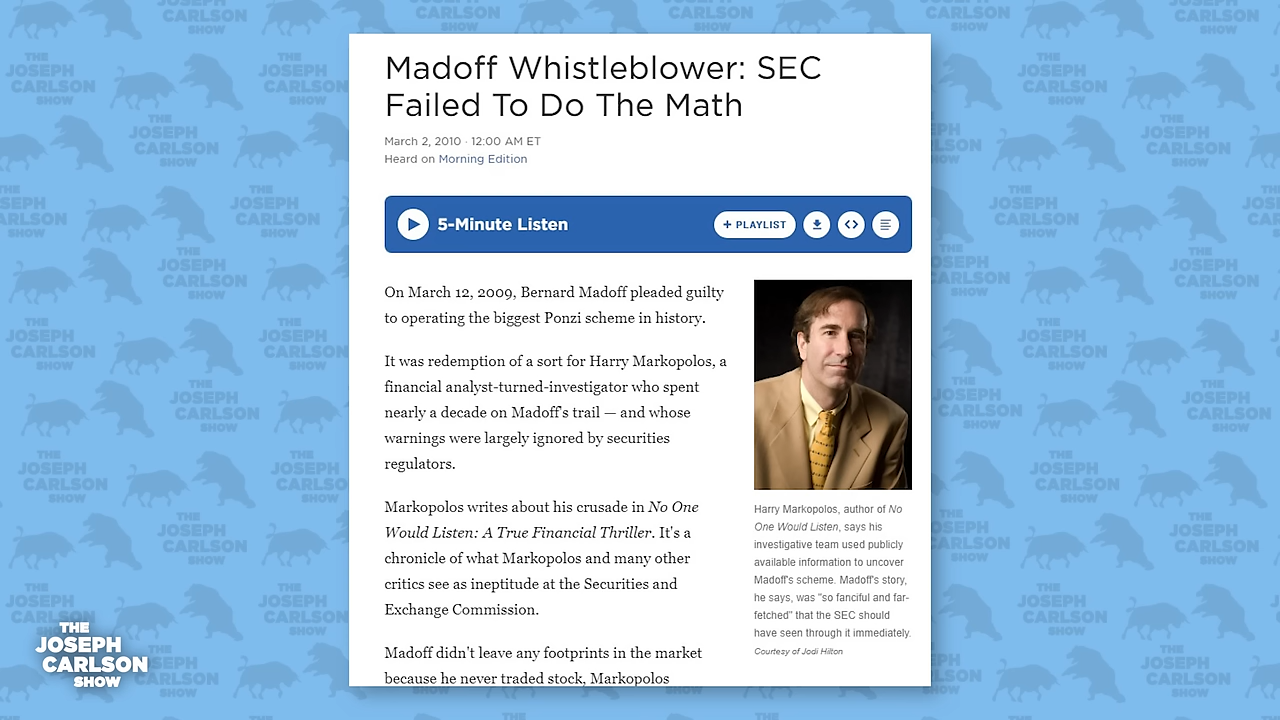 Madoff Whistleblower: SEC
Failed To Do The Math
March 2, 2010 · 12:00 AM ET
Heard on Morning Edition
5-Minute Listen
+ PLAYLIST
On March 12, 2009, Bernard Madoff pleaded guilty
to operating the biggest Ponzi scheme in history.
It was redemption of a sort for Harry Markopolos, a
financial analyst-turned-investigator who spent
nearly a decade on Madoff's trail — and whose
warnings were largely ignored by securities
regulators.
Markopolos writes about his crusade in No One
Would Listen: A True Financial Thriller. It's a
chronicle of what Markopolos and many other
critics see as ineptitude at the Securities and
Exchange Commission.
Madoff didn't leave any footprints in the market
because he never traded stock, Markopolos
Harry Markopolos, author of No
One Would Listen, says his
investigative team used publicly
available information to uncover
Madoff's scheme. Madoff's story,
he says, was "so fanciful and far-
fetched" that the SEC should
have seen through it immediately.
Courtesy of Jodi Hilton
THE
JOSEPH
CARLSON
SHOW